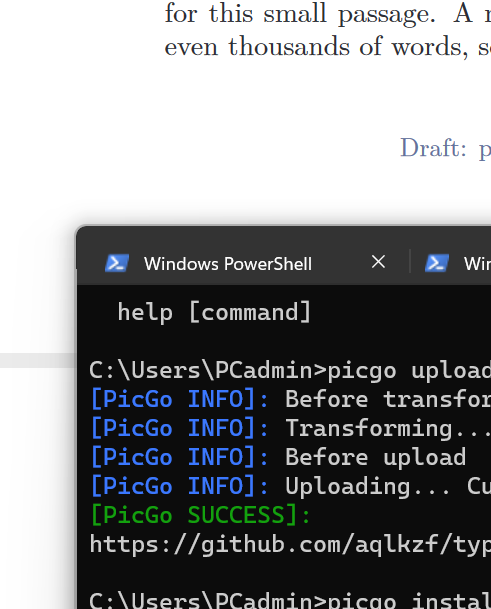 for this small passage. A
even thousands of words,
Draft:
Windows PowerShell
help [command]
C:\Users\PCadmin>picgo upload
[PicGo INFO]: Before transfor
[PicGo INFO]: Transforming...
[PicGo INFO]: Before upload
[PicGo INFO]: Uploading... Cu
[PicGo SUCCESS]:
https://github.com/aqlkzf/typ
C:\Users\PCadmin>picgo instal